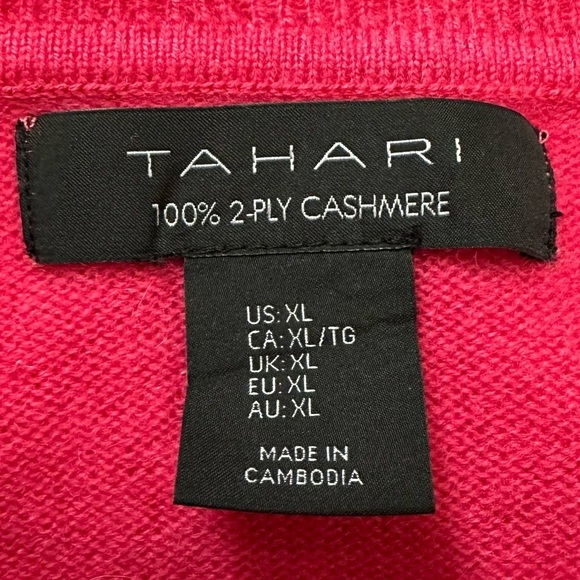 TAHARI
100% 2-PLY CASHMERE
US: XL
CA: XL/TG
UK: XL
EU: XL
AU: XL
MADE IN
CAMBODIA